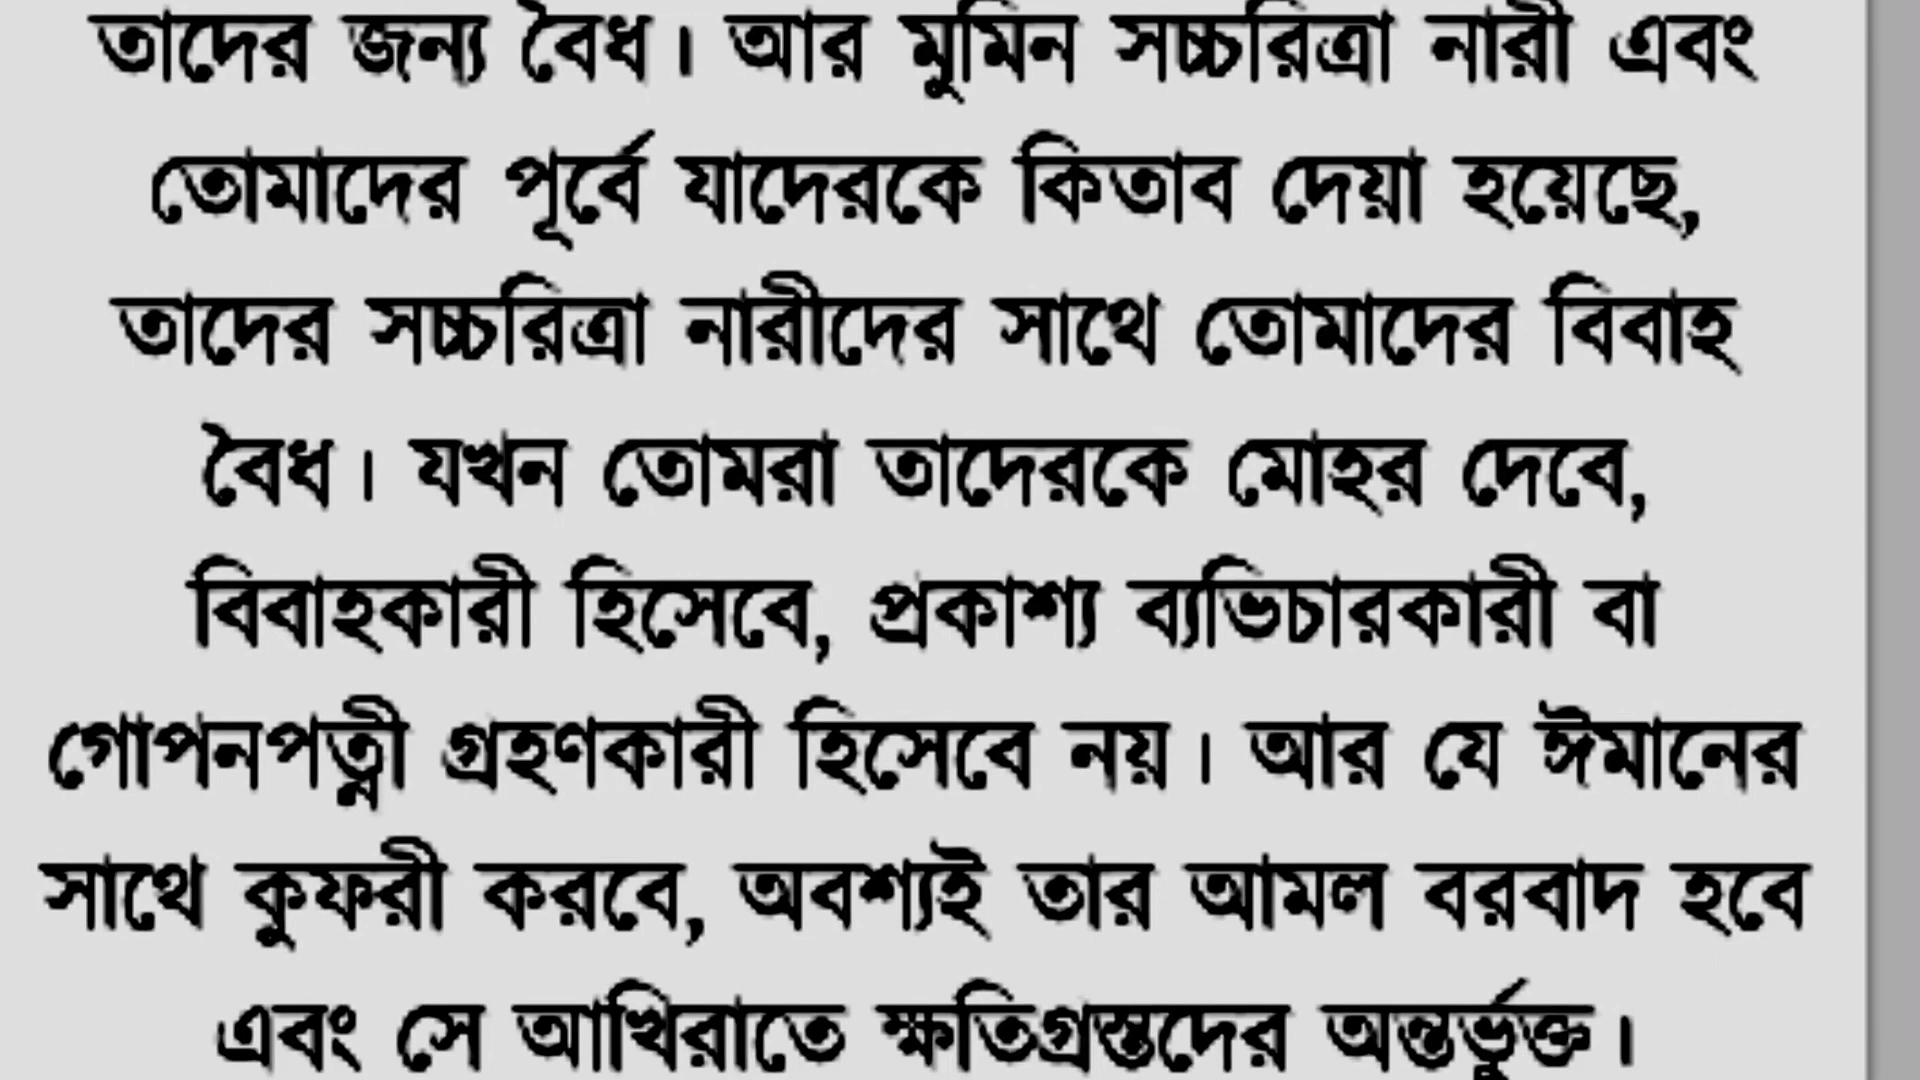 তাদের জন্য বৈধ। আর মুমিন সচ্চরিত্রা নারী এবং
তোমাদের পূর্বে যাদেরকে কিতাব দেয়া হয়েছে,
তাদের সচ্চরিত্রা নারীদের সাথে তোমাদের বিবাহ
বৈধ। যখন তোমরা তাদেরকে মোহর দেবে,
বিবাহকারী হিসেবে, প্রকাশ্য ব্যভিচারকারী বা
গোপনপত্নী গ্রহণকারী হিসেবে নয়। আর যে ঈমানের
সাথে কুফরী করবে, অবশ্যই তার আমল বরবাদ হবে
এবং সে আখিরাতে ক্ষতিগ্রস্তদের অন্তর্ভুক্ত।